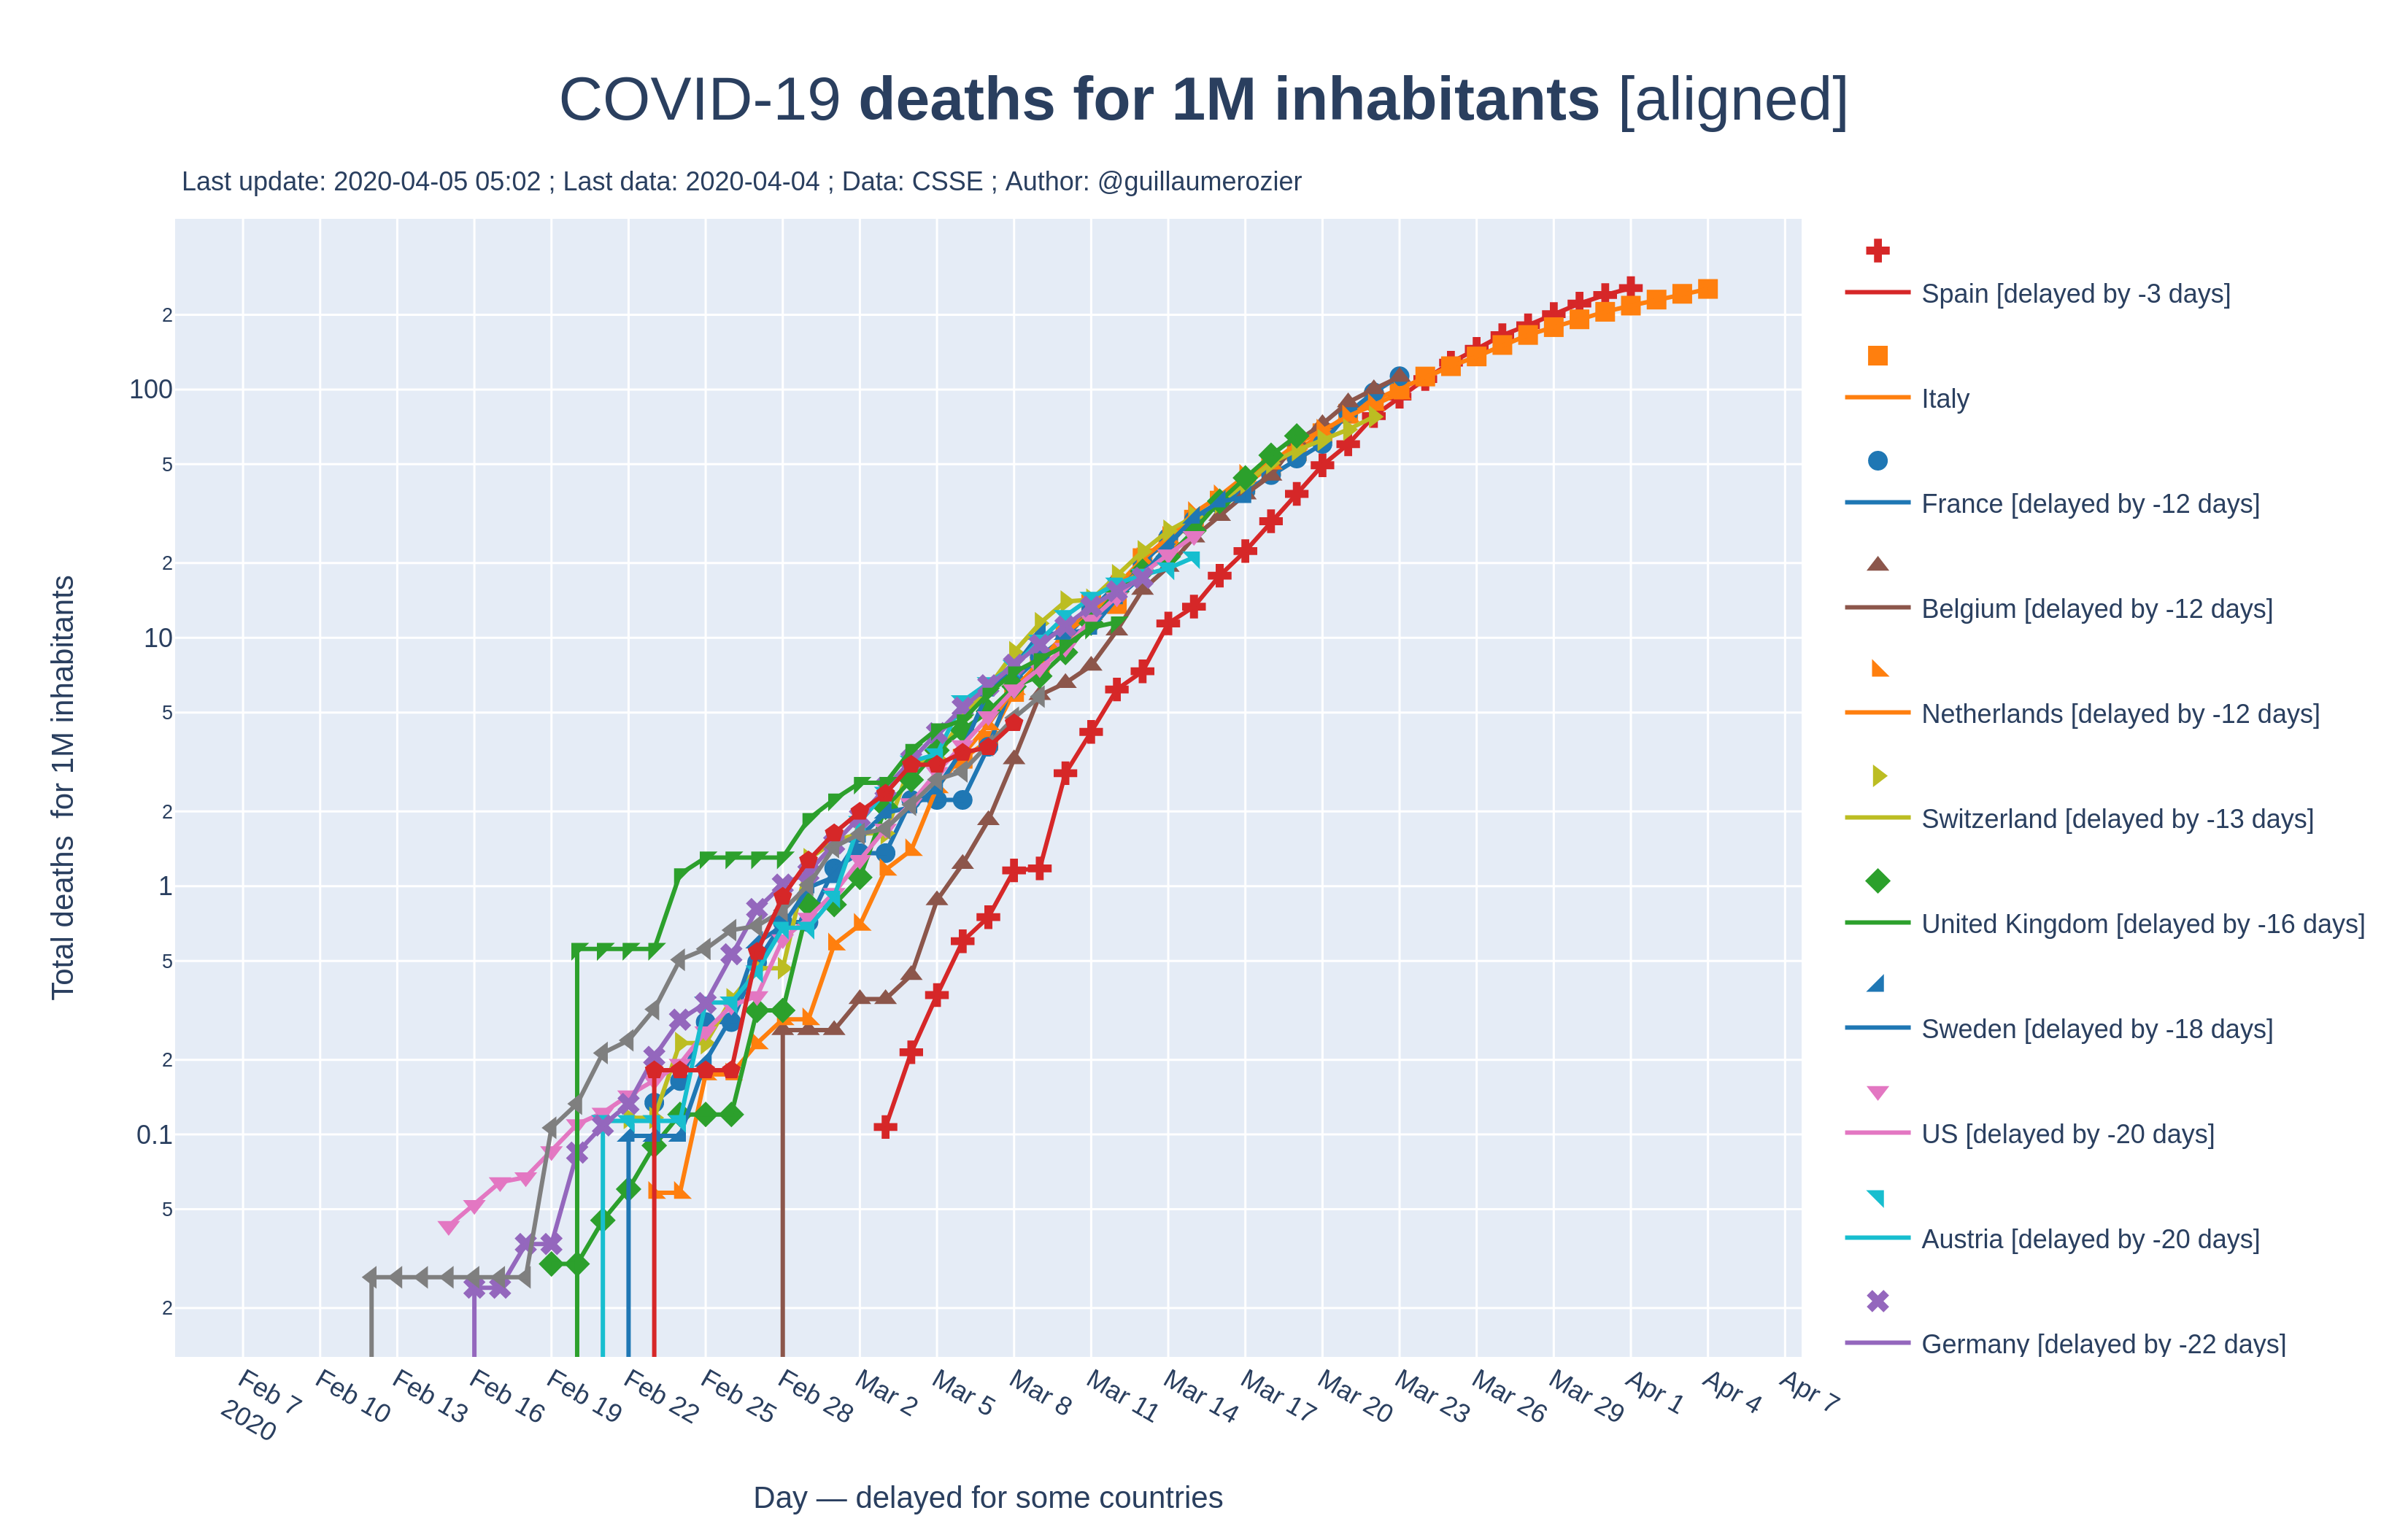 COVID-19 deaths for 1M inhabitants [aligned]
Last update: 2020-04-05 05:02 ; Last data: 2020-04-04 ; Data: CSSE ; Author: @guillaumerozier
Total deaths  for 1M inhabitants
2
100
5
2
10
5
2
1
5
2
0.1
5
2
Feb 7
2020
Feb 10
Feb 13
Feb 16
Feb 19
Feb 22
Feb 25
Feb 28
Mar 2
Mar 5
Mar 8
Mar 11
Mar 14
Mar 17
Mar 20
Mar 23
Mar 26
Mar 29
Apr 1
Apr 4
Apr 7
Day — delayed for some countries
Spain [delayed by -3 days]
Italy
France [delayed by -12 days]
Belgium [delayed by -12 days]
Netherlands [delayed by -12 days]
Switzerland [delayed by -13 days]
United Kingdom [delayed by -16 days]
Sweden [delayed by -18 days]
US [delayed by -20 days]
Austria [delayed by -20 days]
Germany [delayed by -22 days]